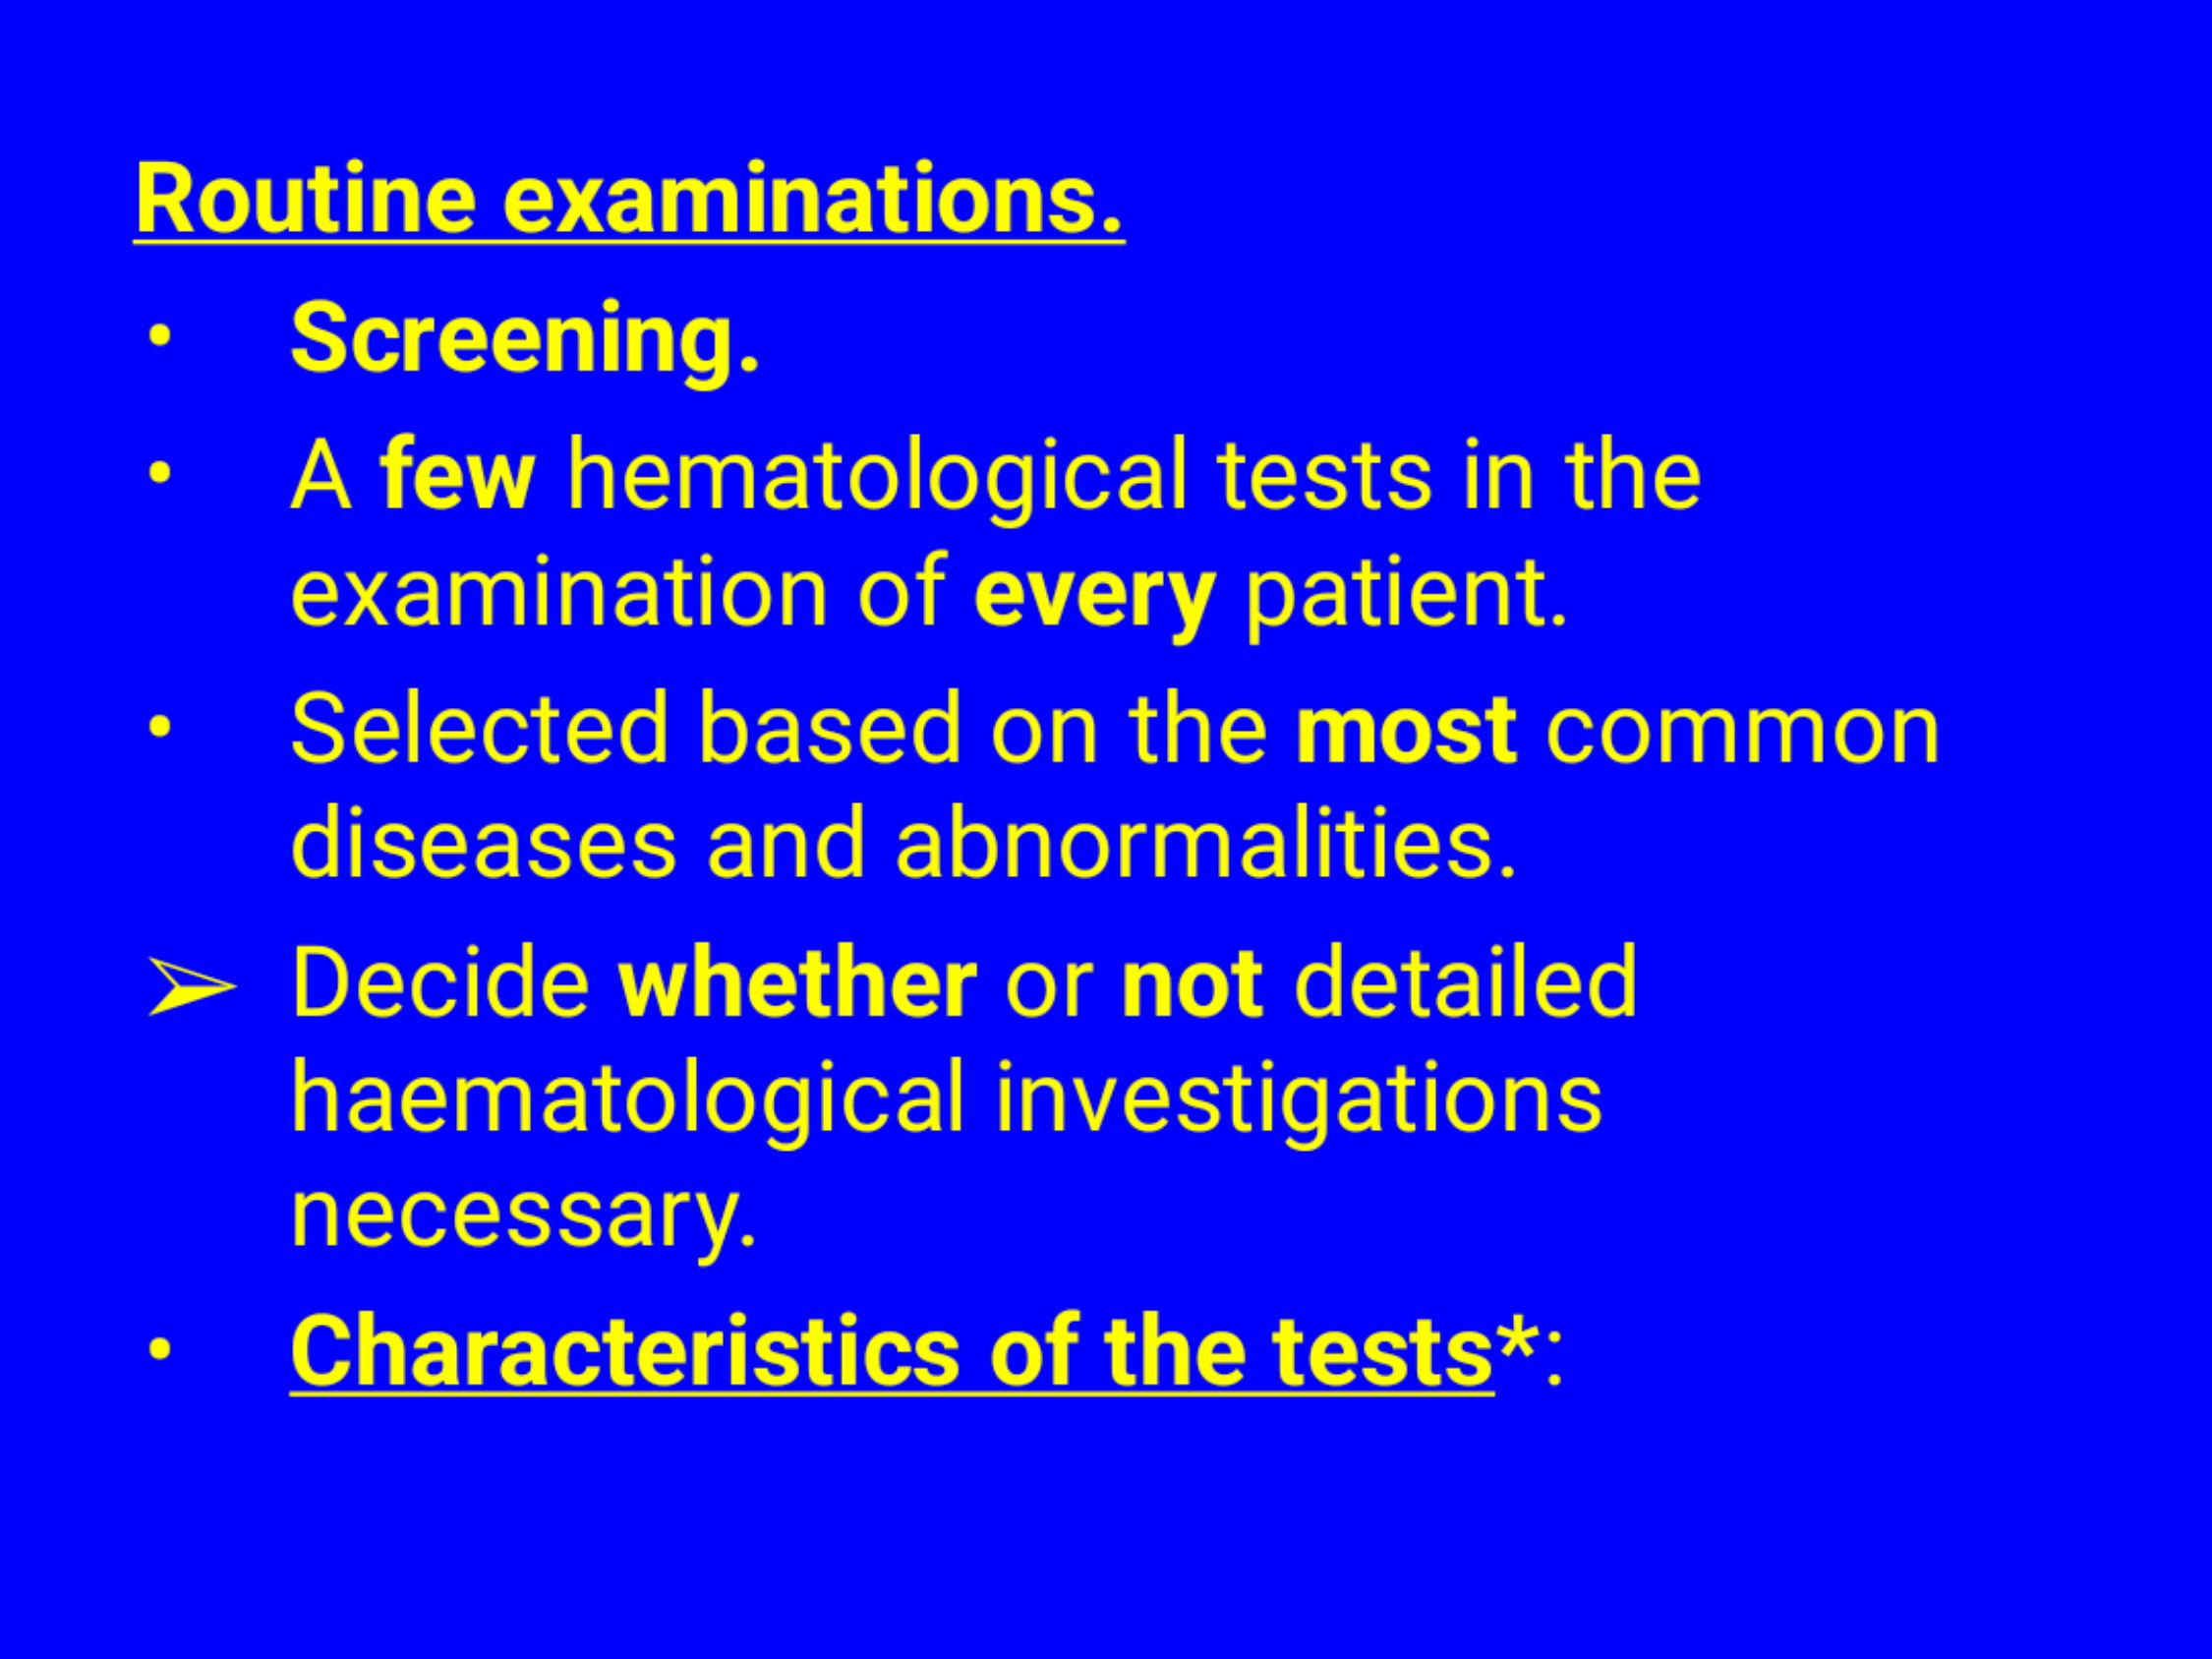 Routine examinations.
• Screening.
• A few hematological tests in the
examination of every patient.
• Selected based on the most common
diseases and abnormalities.
➢ Decide whether or not detailed
haematological investigations
necessary.
• Characteristics of the tests*: